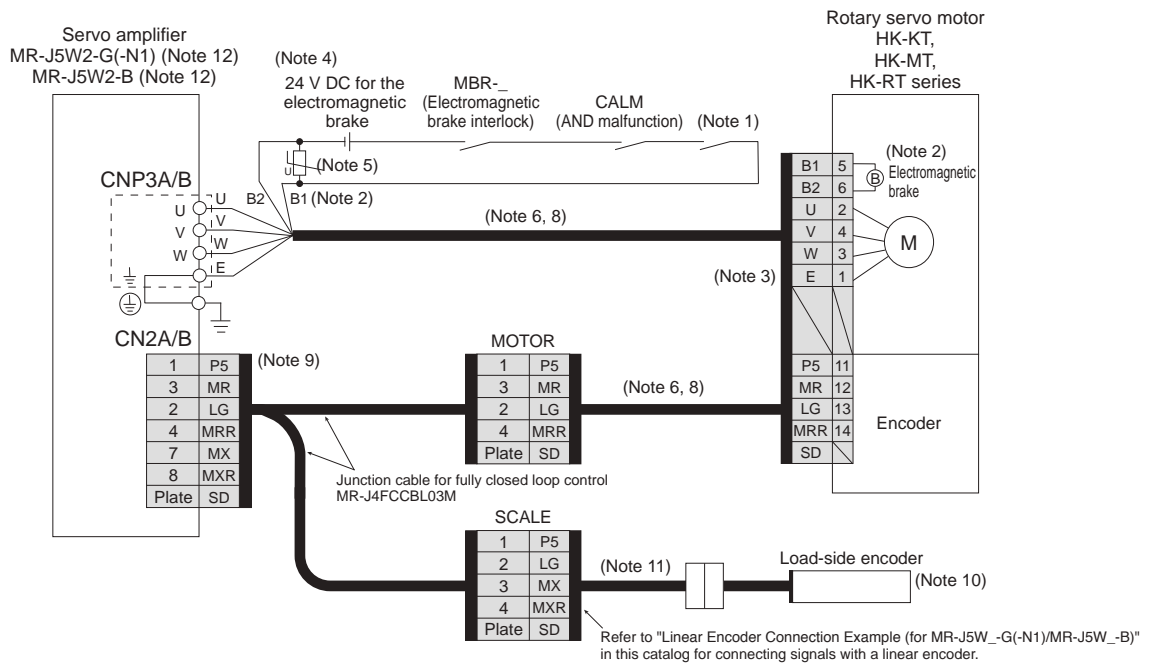 Servo amplifier
MR-J5W2-G(-N1) (Note 12)
MR-J5W2-B (Note 12)
Rotary servo motor
HK-KT,
HK-MT,
HK-RT series
(Note 4)
24 V DC for the
electromagnetic
brake
MBR-_
(Electromagnetic
brake interlock)
CALM
(AND malfunction)
(Note 1)
U
(Note 5)
B2
B1 (Note 2)
CNP3A/B
U U
V V
W W
E
(Note 6, 8)
(Note 3)
B1 5
B2 6
U 2
V 4
W 3
E 1
(Note 2)
B
Electromagnetic
brake
M
P5 11
MR 12
LG 13
MRR 14
SD
Encoder
CN2A/B
1 P5
3 MR
2 LG
4 MRR
7 MX
8 MXR
Plate SD
(Note 9)
MOTOR
1 P5
3 MR
2 LG
4 MRR
Plate SD
(Note 6, 8)
Junction cable for fully closed loop control
MR-J4FCCBL03M
SCALE
1 P5
2 LG
3 MX
4 MXR
Plate SD
(Note 11)
Load-side encoder
(Note 10)
Refer to "Linear Encoder Connection Example (for MR-J5W_-G(-N1)/MR-J5W_-B)"
in this catalog for connecting signals with a linear encoder.